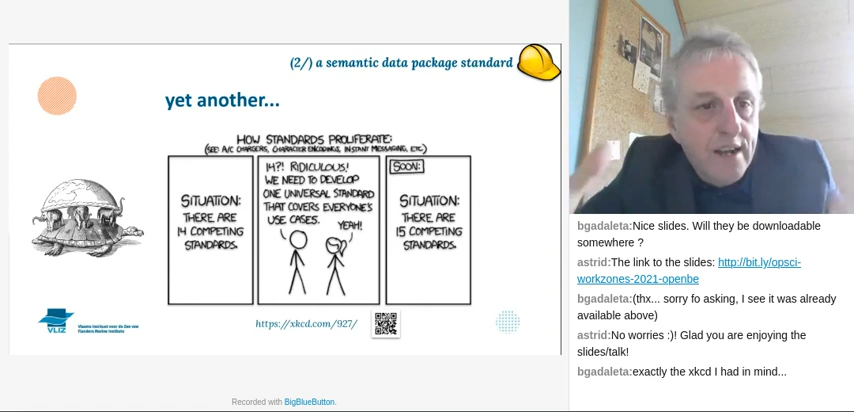 (2/) a semantic data package standard
yet another...
HOW STANDARDS PROLIFERATE:
(SEE: A/C CHARGERS, CHARACTER ENCODINGS, INSTANT MESSAGING, ETC.)
SITUATION:
THERE ARE
14 COMPETING
STANDARDS.
14?! RIDICULOUS!
WE NEED TO DEVELOP
ONE UNIVERSAL STANDARD
THAT COVERS EVERYONE'S
USE CASES.
YEAH!
SOON:
SITUATION:
THERE ARE
15 COMPETING
STANDARDS.
VLIZ
Vlaams Instituut voor de Zee vzw
Flanders Marine Institute
https://xkcd.com/927/
Recorded with BigBlueButton.
bgadaleta:Nice slides. Will they be downloadable
somewhere ?
astrid:The link to the slides: http://bit.ly/opsci-
workzones-2021-openbe
bgadaleta:(thx... sorry fo asking, I see it was already
available above)
astrid:No worries :)! Glad you are enjoying the
slides/talk!
bgadaleta:exactly the xkcd I had in mind...